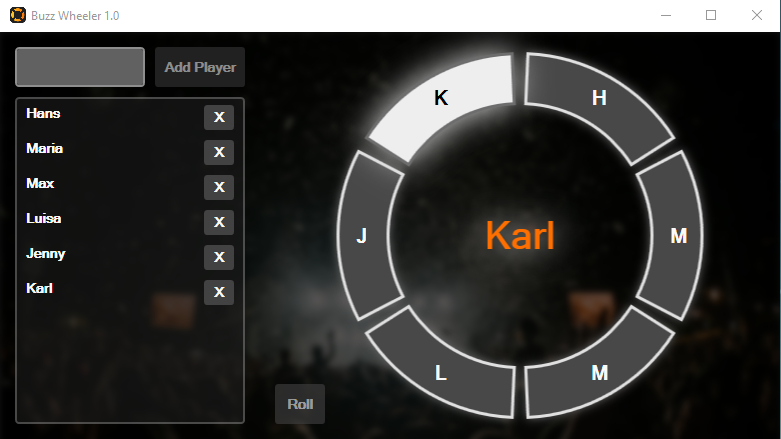 Buzz Wheeler 1.0
Add Player
Hans X
Maria X
Max X
Luisa X
Jenny X
Karl X
K H
J Karl M
L M
Roll